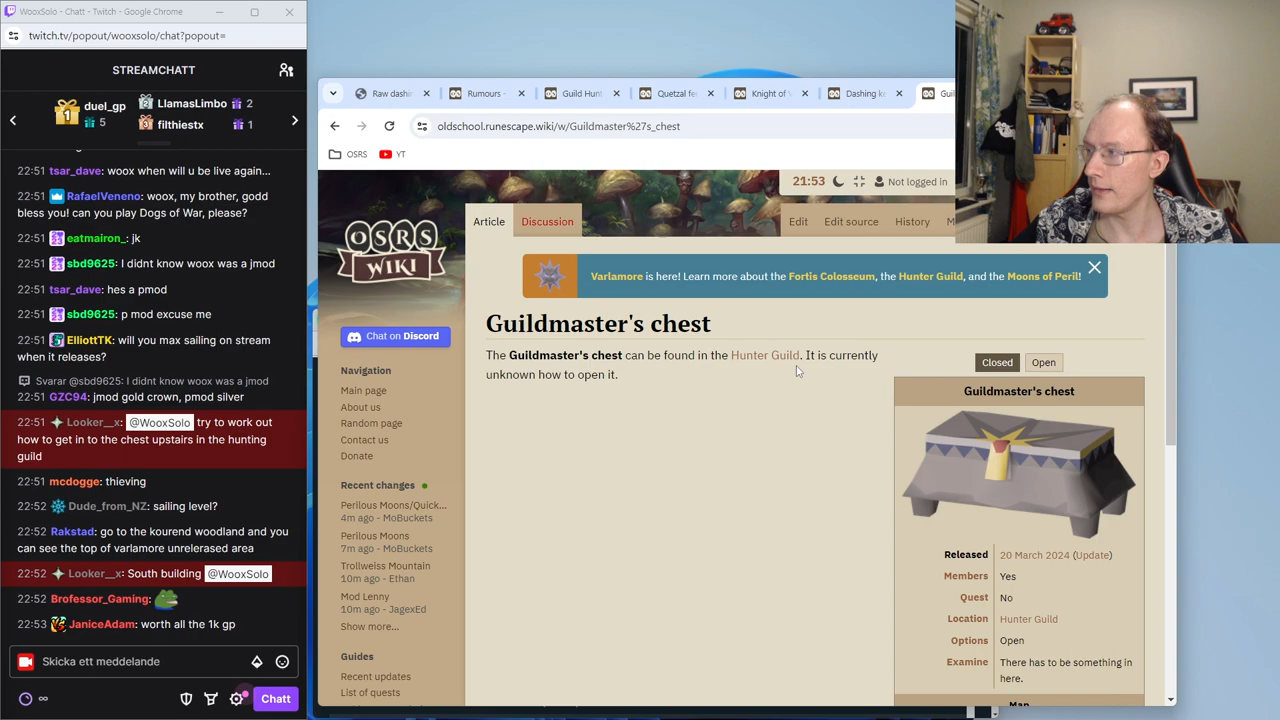 WooxSolo - Chatt - Twitch - Google Chrome
twitch.tv/popout/wooxsolo/chat?popout=
STREAMCHATT
1 duel_gp 5
LlamasLimbo 2
filthiestx 1
22:51 tsar_dave: woox when will u be live again...
22:51 RafaelVeneno: woox, my brother, godd
bless you! can you play Dogs of War, please?
22:51 eatmairon_: jk
22:51 sbd9625: I didnt know woox was a jmod
22:51 tsar_dave: hes a pmod
22:51 sbd9625: p mod excuse me
22:51 ElliottTK: will you max sailing on stream
when it releases?
Svarar @sbd9625: I didnt know woox was a jmod
22:51 GZC94: jmod gold crown, pmod silver
22:51 Looker__x: @WooxSolo try to work out
how to get in to the chest upstairs in the hunting
guild
22:51 mcdogge: thieving
22:52 Dude_from_NZ: sailing level?
22:52 Rakstad: go to the kourend woodland and you
can see the top of varlamore unrelerased area
22:52 Looker__x: South building @WooxSolo
22:52 Brofessor_Gaming:
22:53 JaniceAdam: worth all the 1k gp
Skicka ett meddelande
Chatt
Raw dashi
Rumours -
Guild Hun
Quetzal fe
Knight of V
Dashing k
Gui
oldschool.runescape.wiki/w/Guildmaster%27s_chest
OSRS
YT
21:53
Not logged in
OSRS
WIKI
Article
Discussion
Edit
Edit source
History
M
Varlamore is here! Learn more about the Fortis Colosseum, the Hunter Guild, and the Moons of Peril!
Chat on Discord
Navigation
Main page
About us
Random page
Contact us
Donate
Recent changes
Perilous Moons/Quick...
4m ago - MoBuckets
Perilous Moons
7m ago - MoBuckets
Trollweiss Mountain
10m ago - Ethan
Mod Lenny
10m ago - JagexEd
Show more...
Guides
Recent updates
List of quests
Guildmaster's chest
The Guildmaster's chest can be found in the Hunter Guild. It is currently
unknown how to open it.
Closed
Open
Guildmaster's chest
Released 20 March 2024 (Update)
Members Yes
Quest No
Location Hunter Guild
Options Open
Examine There has to be something in
here.
Map